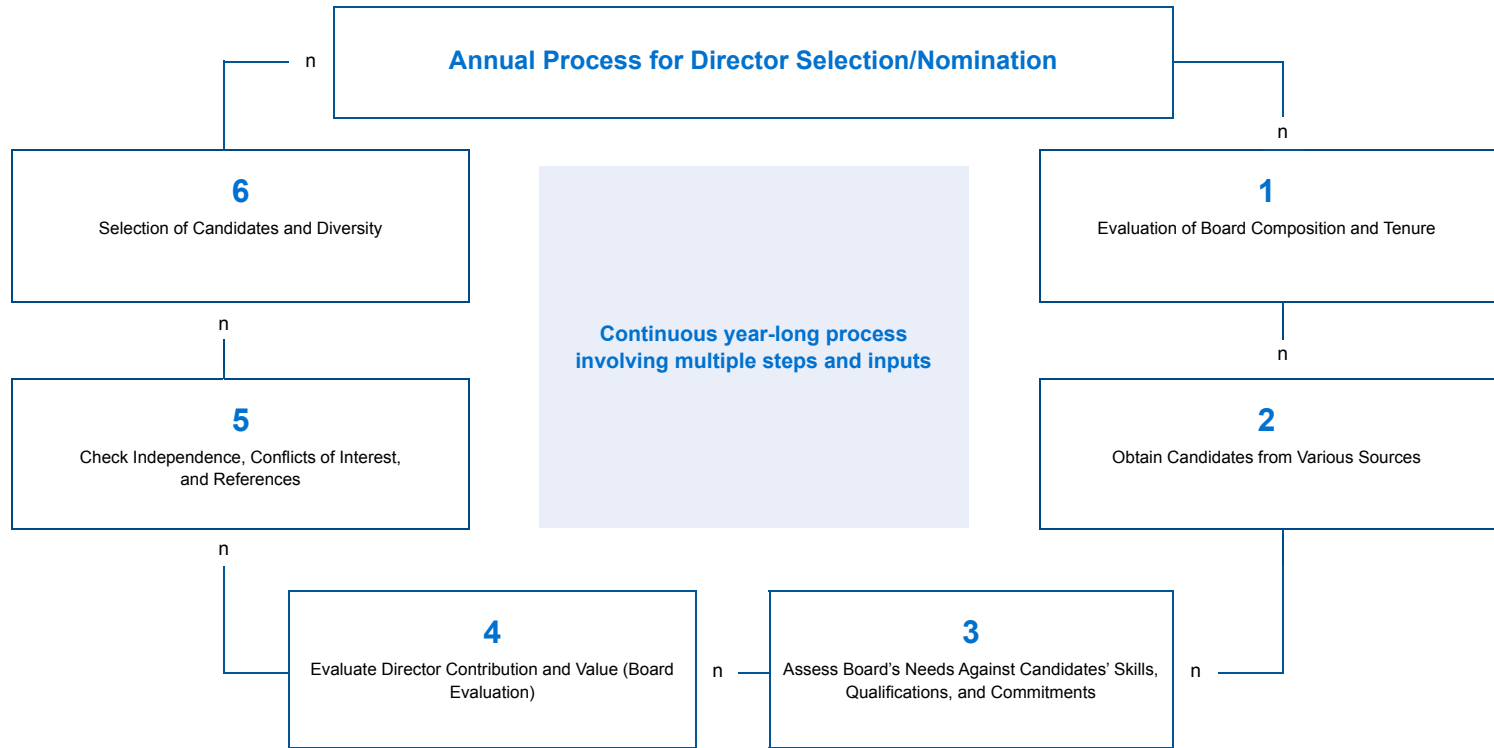 Annual Process for Director Selection/Nomination
n
n
1
Evaluation of Board Composition and Tenure
n
2
Obtain Candidates from Various Sources
n
3
Assess Board’s Needs Against Candidates’ Skills,
Qualifications, and Commitments
n
4
Evaluate Director Contribution and Value (Board
Evaluation)
n
5
Check Independence, Conflicts of Interest,
and References
n
6
Selection of Candidates and Diversity
Continuous year-long process
involving multiple steps and inputs